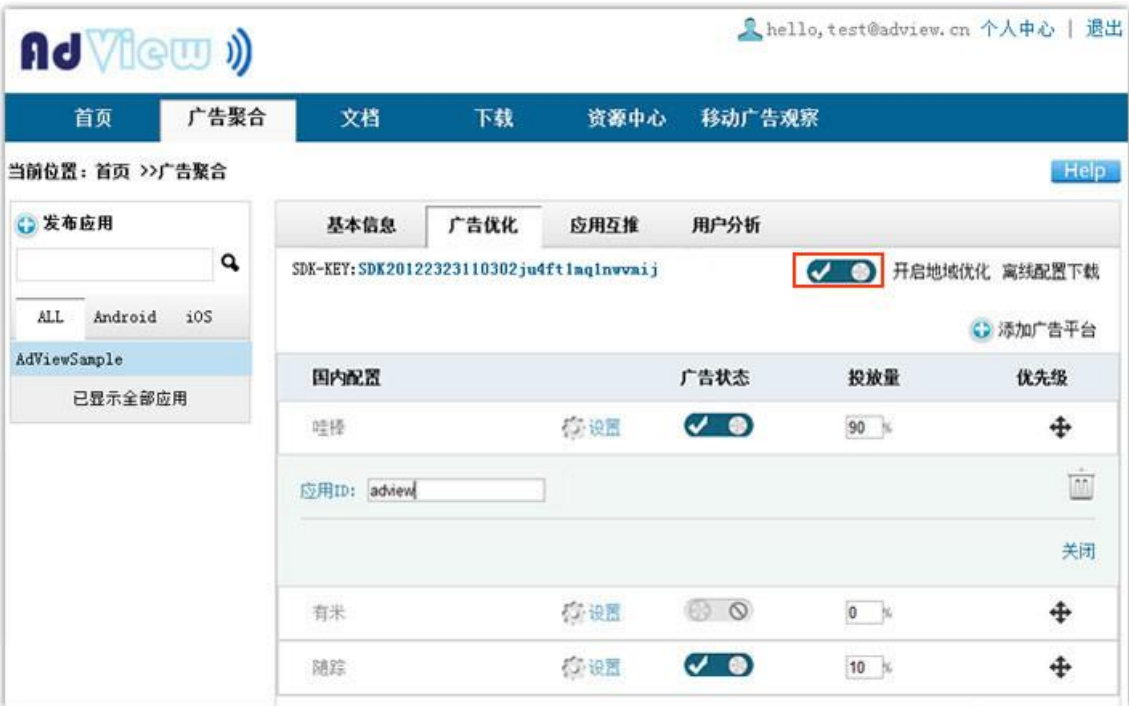 AdView
hello,test@adview.cn 个人中心 | 退出
首页 广告聚合 文档 下载 资源中心 移动广告观察
当前位置: 首页 >>广告聚合 Help
发布应用
ALL Android iOS
AdViewSample
已显示全部应用
基本信息 广告优化 应用互推 用户分析
SDK-KEY:SDK20122323110302ju4ft1mq1nwvmij 开启地域优化 离线配置下载
添加广告平台
国内配置 广告状态 投放量 优先级
哇棒 设置 90 %
应用ID: adview
关闭
有米 设置 0 %
随踪 设置 10 %